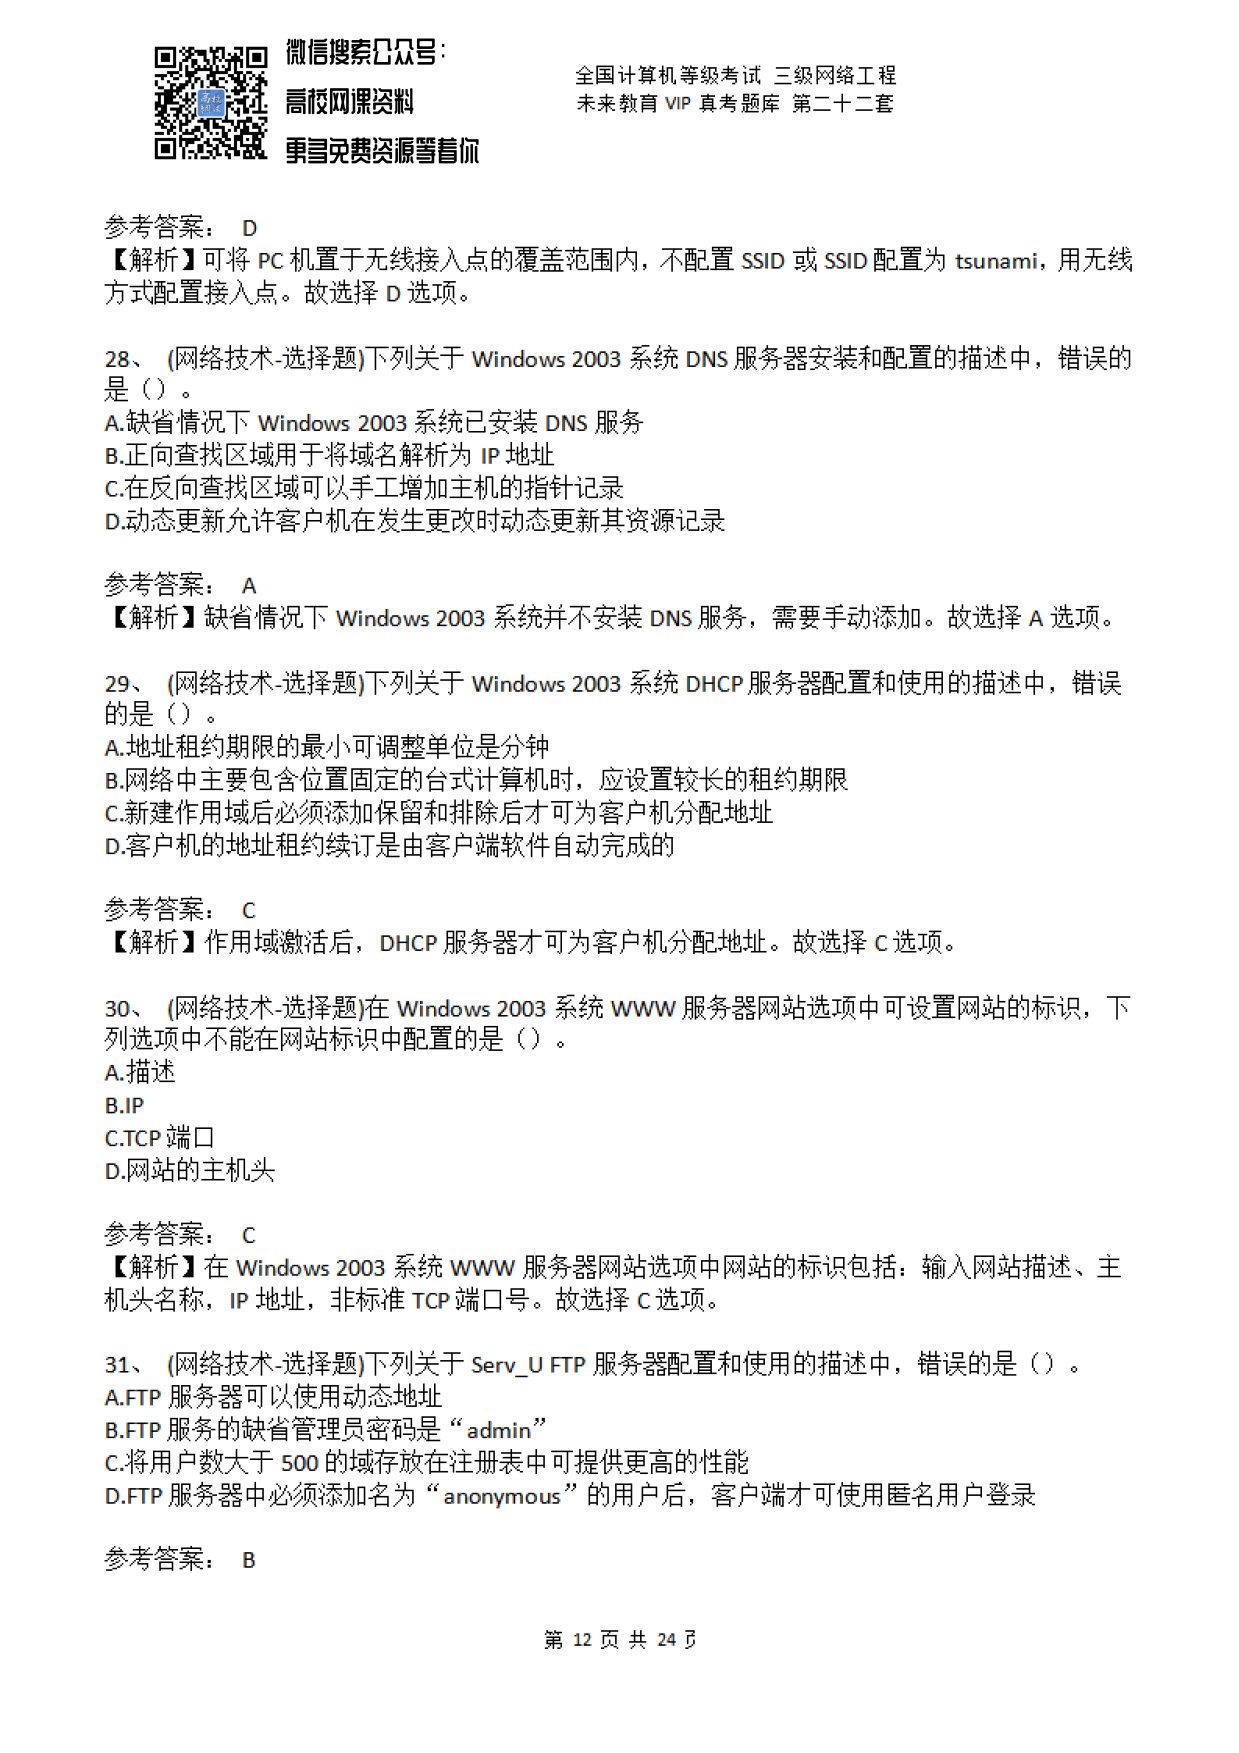 微信搜索公众号：
高校网课资料
更多免费资源等着你
全国计算机等级考试 三级网络工程
未来教育 VIP 真考题库 第二十二套
参考答案： D
【解析】可将 PC 机置于无线接入点的覆盖范围内，不配置 SSID 或 SSID 配置为 tsunami，用无线
方式配置接入点。故选择 D 选项。
28、 (网络技术-选择题)下列关于 Windows 2003 系统 DNS 服务器安装和配置的描述中，错误的
是（）。
A.缺省情况下 Windows 2003 系统已安装 DNS 服务
B.正向查找区域用于将域名解析为 IP 地址
C.在反向查找区域可以手工增加主机的指针记录
D.动态更新允许客户机在发生更改时动态更新其资源记录
参考答案： A
【解析】缺省情况下 Windows 2003 系统并不安装 DNS 服务，需要手动添加。故选择 A 选项。
29、 (网络技术-选择题)下列关于 Windows 2003 系统 DHCP 服务器配置和使用的描述中，错误
的是（）。
A.地址租约期限的最小可调整单位是分钟
B.网络中主要包含位置固定的台式计算机时，应设置较长的租约期限
C.新建作用域后必须添加保留和排除后才可为客户机分配地址
D.客户机的地址租约续订是由客户端软件自动完成的
参考答案： C
【解析】作用域激活后，DHCP 服务器才可为客户机分配地址。故选择 C 选项。
30、 (网络技术-选择题)在 Windows 2003 系统 WWW 服务器网站选项中可设置网站的标识，下
列选项中不能在网站标识中配置的是（）。
A.描述
B.IP
C.TCP 端口
D.网站的主机头
参考答案： C
【解析】在 Windows 2003 系统 WWW 服务器网站选项中网站的标识包括：输入网站描述、主
机头名称，IP 地址，非标准 TCP 端口号。故选择 C 选项。
31、 (网络技术-选择题)下列关于 Serv_U FTP 服务器配置和使用的描述中，错误的是（）。
A.FTP 服务器可以使用动态地址
B.FTP 服务的缺省管理员密码是“admin”
C.将用户数大于 500 的域存放在注册表中可提供更高的性能
D.FTP 服务器中必须添加名为“anonymous”的用户后，客户端才可使用匿名用户登录
参考答案： B
第 12 页 共 24 页